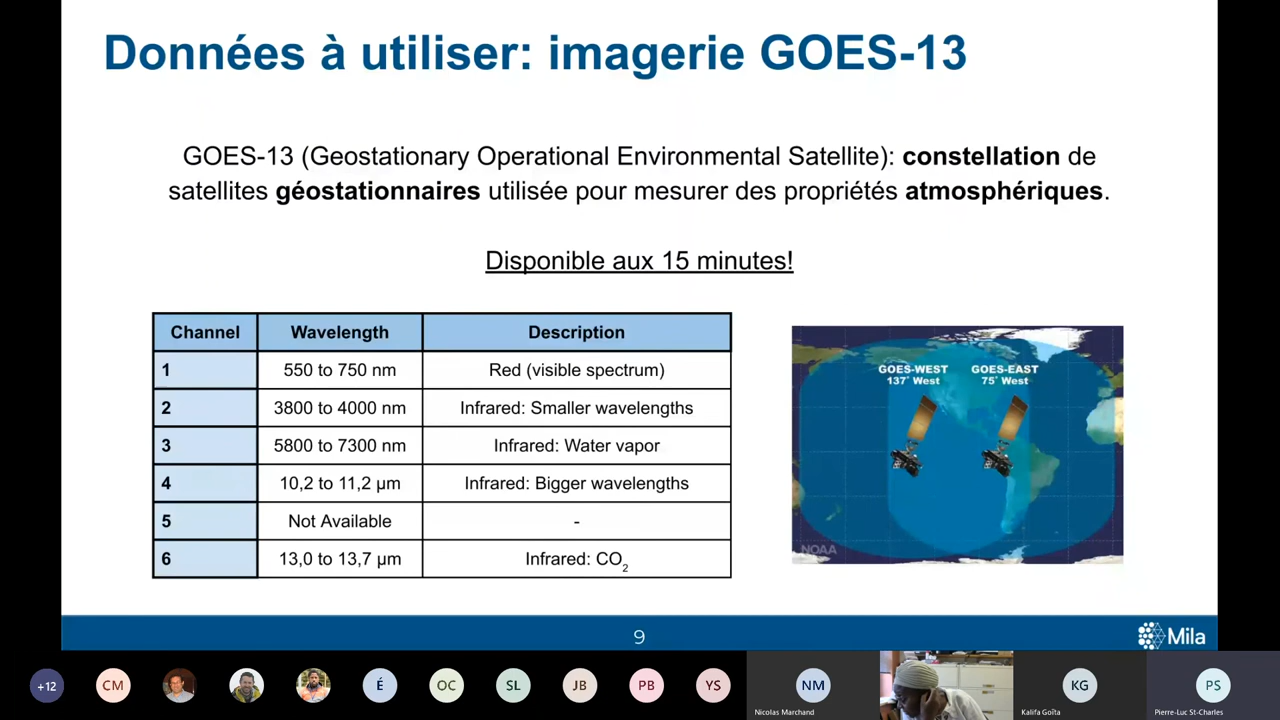 Données à utiliser: imagerie GOES-13
GOES-13 (Geostationary Operational Environmental Satellite): constellation de
satellites géostationnaires utilisée pour mesurer des propriétés atmosphériques.
Disponible aux 15 minutes!
Channel Wavelength Description
1 550 to 750 nm Red (visible spectrum)
2 3800 to 4000 nm Infrared: Smaller wavelengths
3 5800 to 7300 nm Infrared: Water vapor
4 10,2 to 11,2 µm Infrared: Bigger wavelengths
5 Not Available -
6 13,0 to 13,7 µm Infrared: CO₂
GOES-WEST
137° West
GOES-EAST
75° West
NOAA
9
Mila
+12 CM É OC SL JB PB YS NM KG PS
Nicolas Marchand
Kalifa Goïta
Pierre-Luc St-Charles